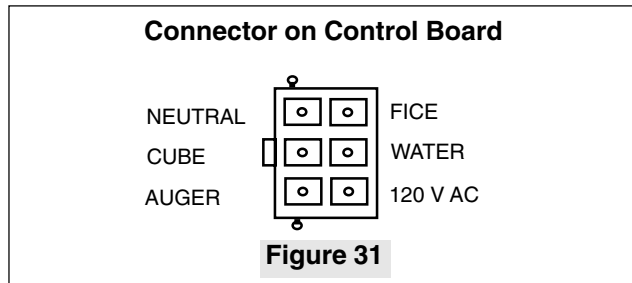 Connector on Control Board
NEUTRAL FICE
CUBE WATER
AUGER 120 V AC
Figure 31